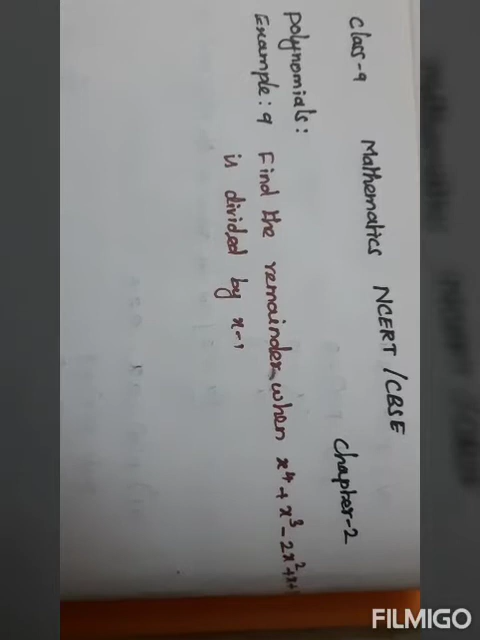 Class-9 Mathematics NCERT / CBSE
Chapter-2
Polynomials:
Example: 9 Find the remainder when x⁴ + x³ - 2x² + x + 1
is divided by x-1
FILMIGO